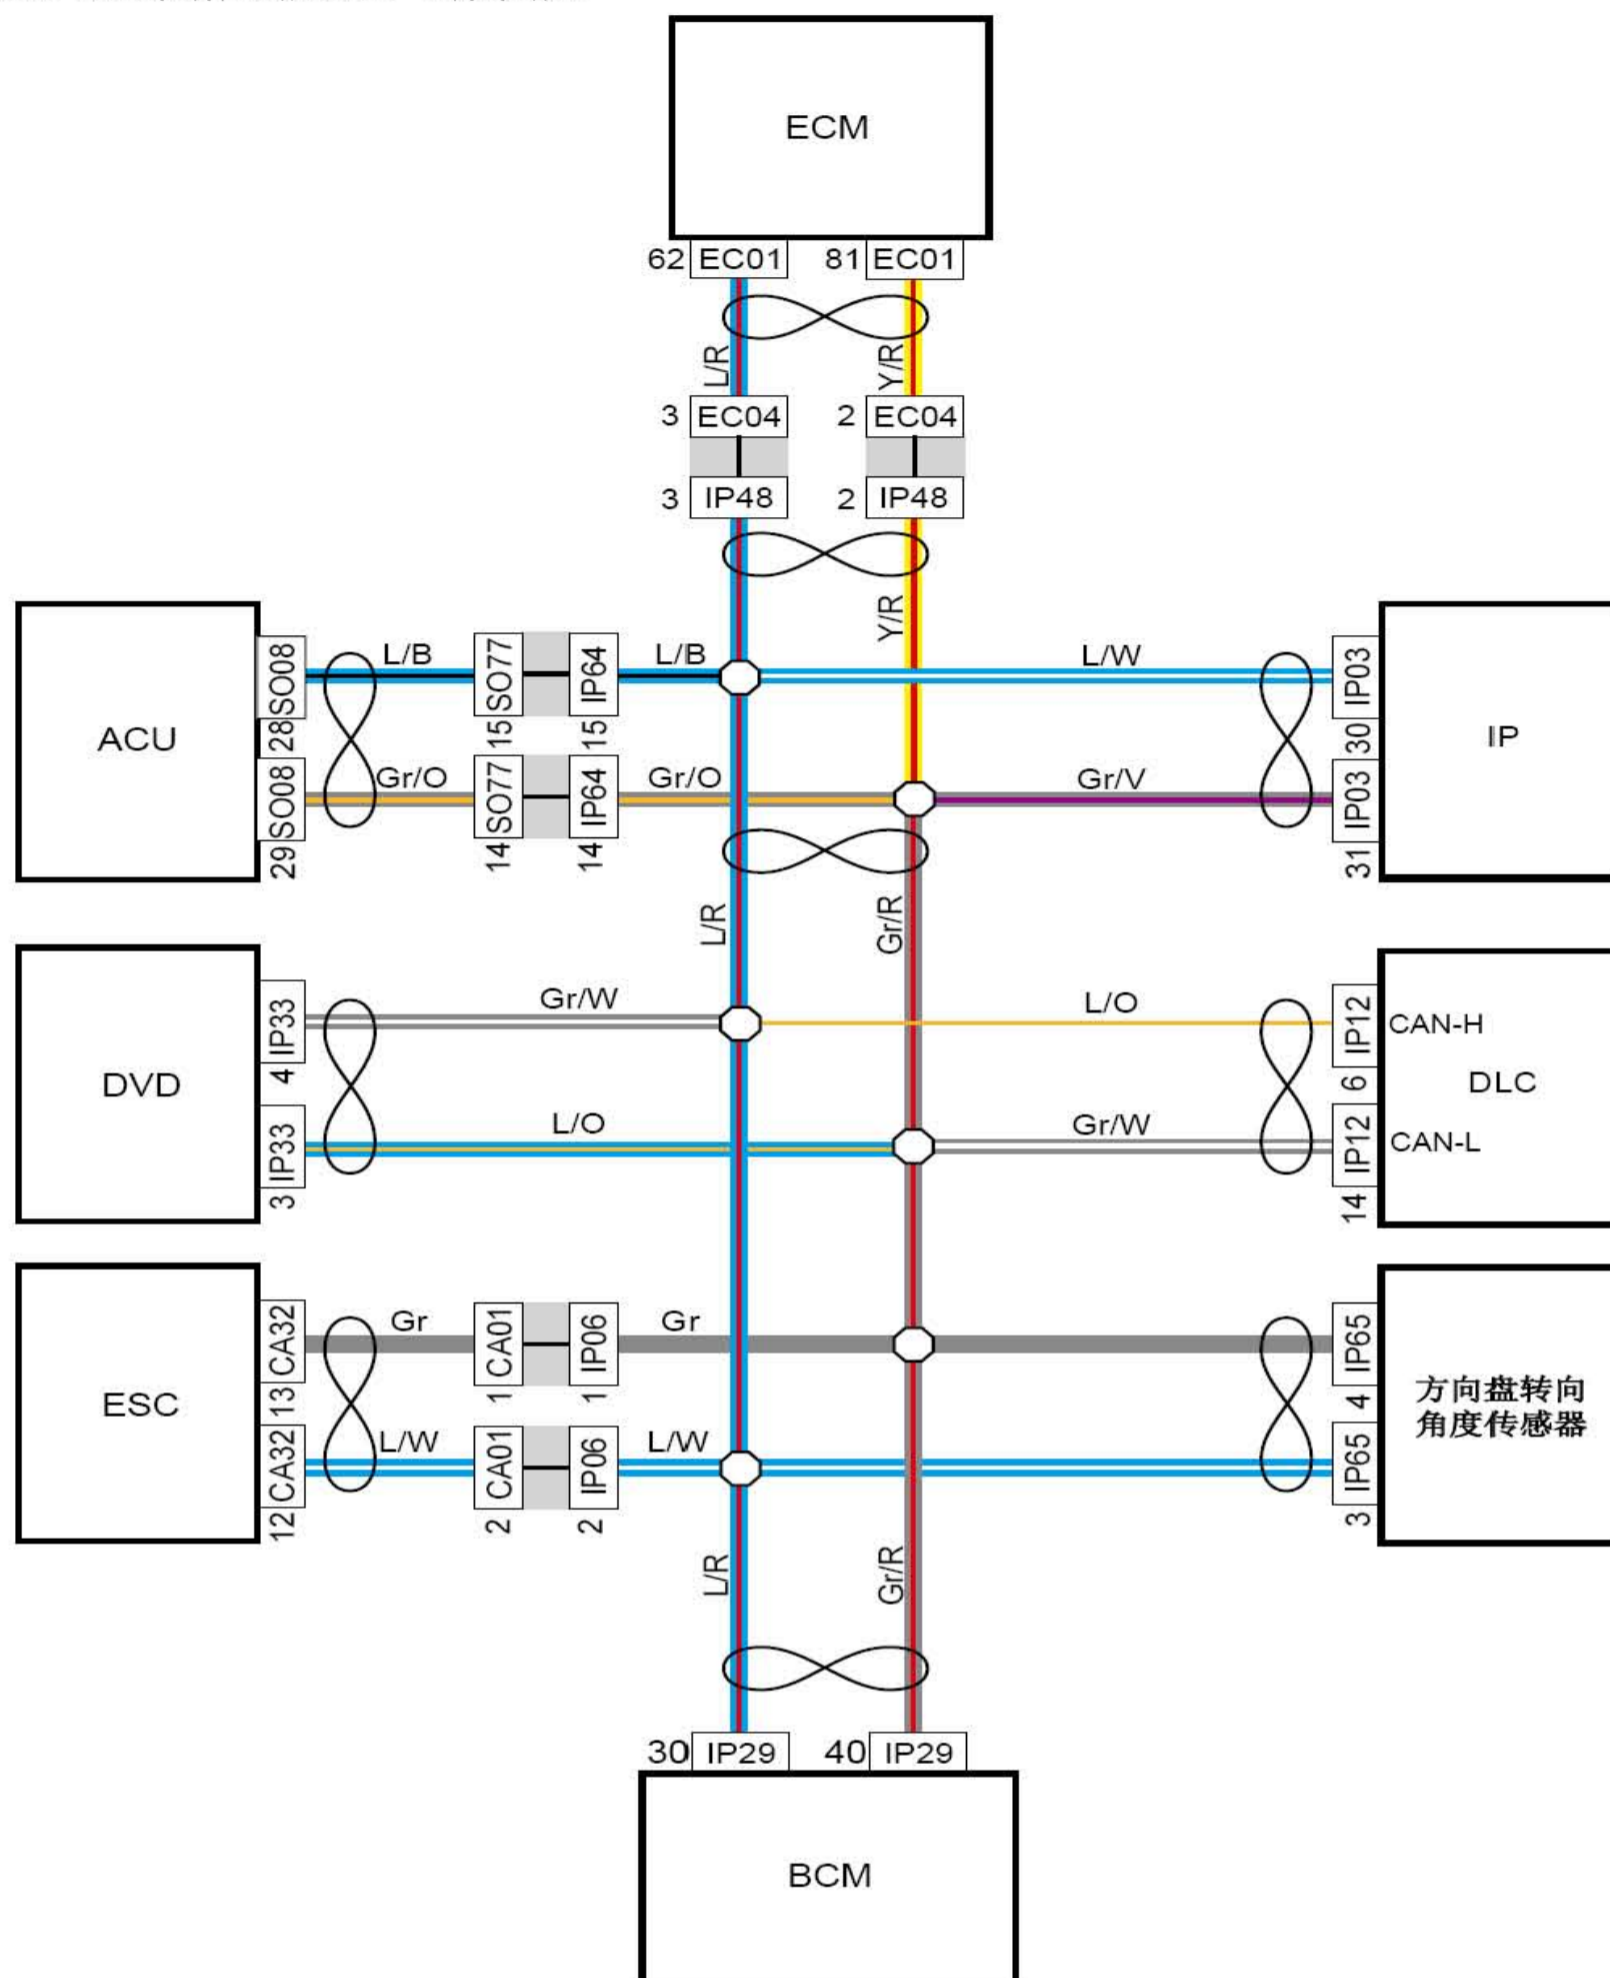 ECM
62 EC01 81 EC01
L/R Y/R
3 EC04 2 EC04
3 IP48 2 IP48
Y/R
ACU
SO08 L/B SO77 IP64 L/B L/W IP03
28 15 15 30
SO08 Gr/O SO77 IP64 Gr/O Gr/V IP03
29 14 14 31
IP
L/R Gr/R
DVD
IP33 Gr/W L/O IP12 CAN-H
4 6
DLC
IP33 L/O Gr/W IP12 CAN-L
3 14
ESC
CA32 Gr CA01 IP06 Gr IP65
13 1 1 4
方向盘转向
角度传感器
CA32 L/W CA01 IP06 L/W IP65
12 2 2 3
L/R Gr/R
30 IP29 40 IP29
BCM